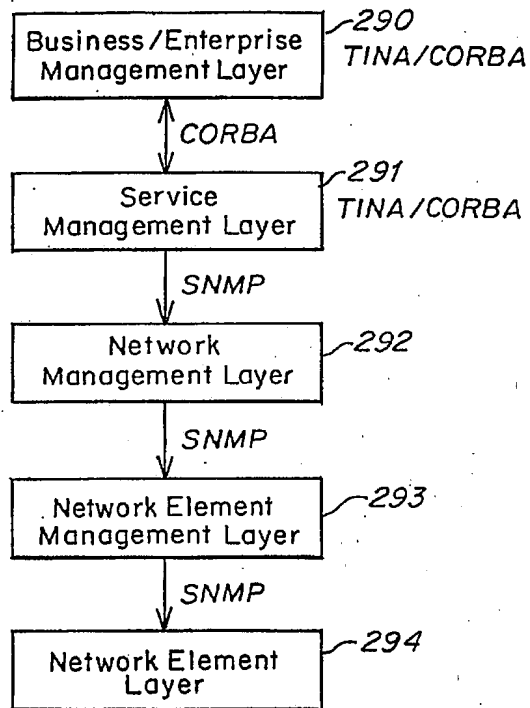 Business/Enterprise
Management Layer
290
TINA/CORBA
CORBA
Service
Management Layer
291
TINA/CORBA
SNMP
Network
Management Layer
292
SNMP
Network Element
Management Layer
293
SNMP
Network Element
Layer
294